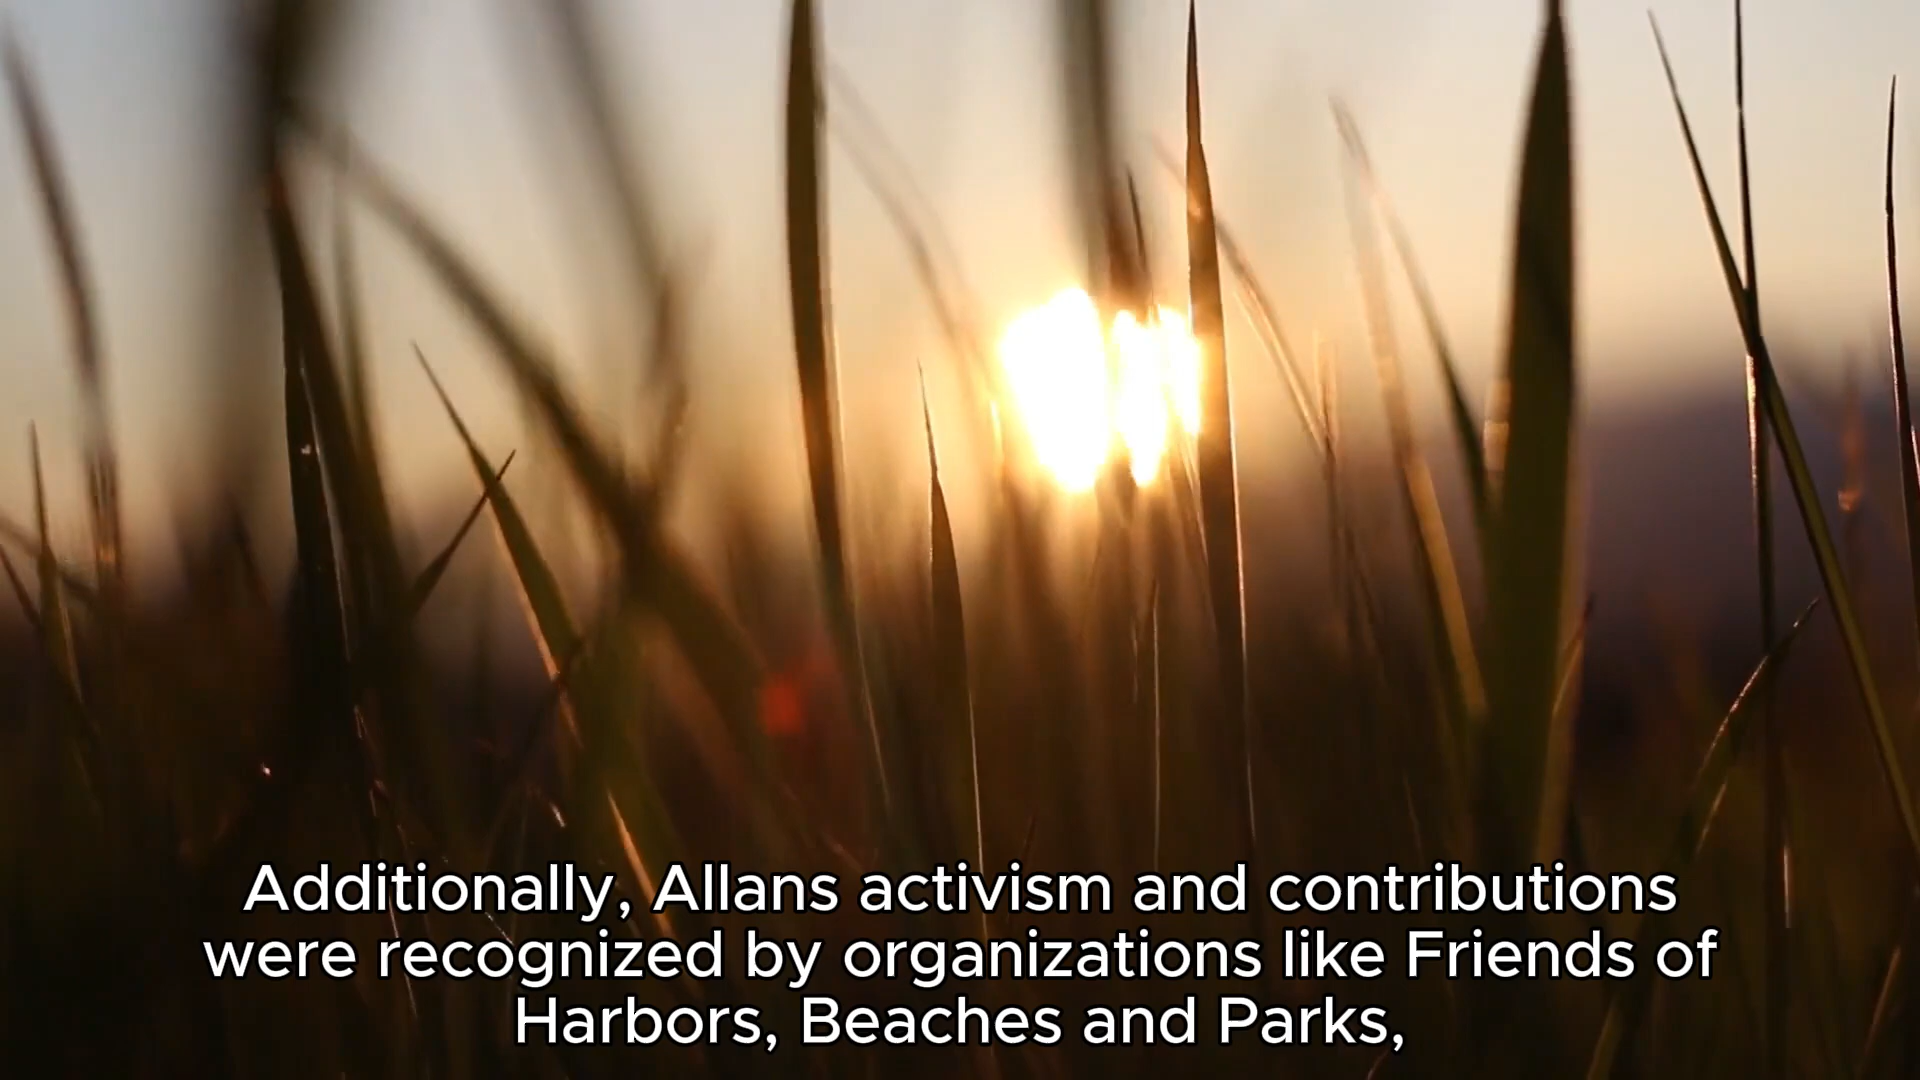 Additionally, Allans activism and contributions
were recognized by organizations like Friends of
Harbors, Beaches and Parks,